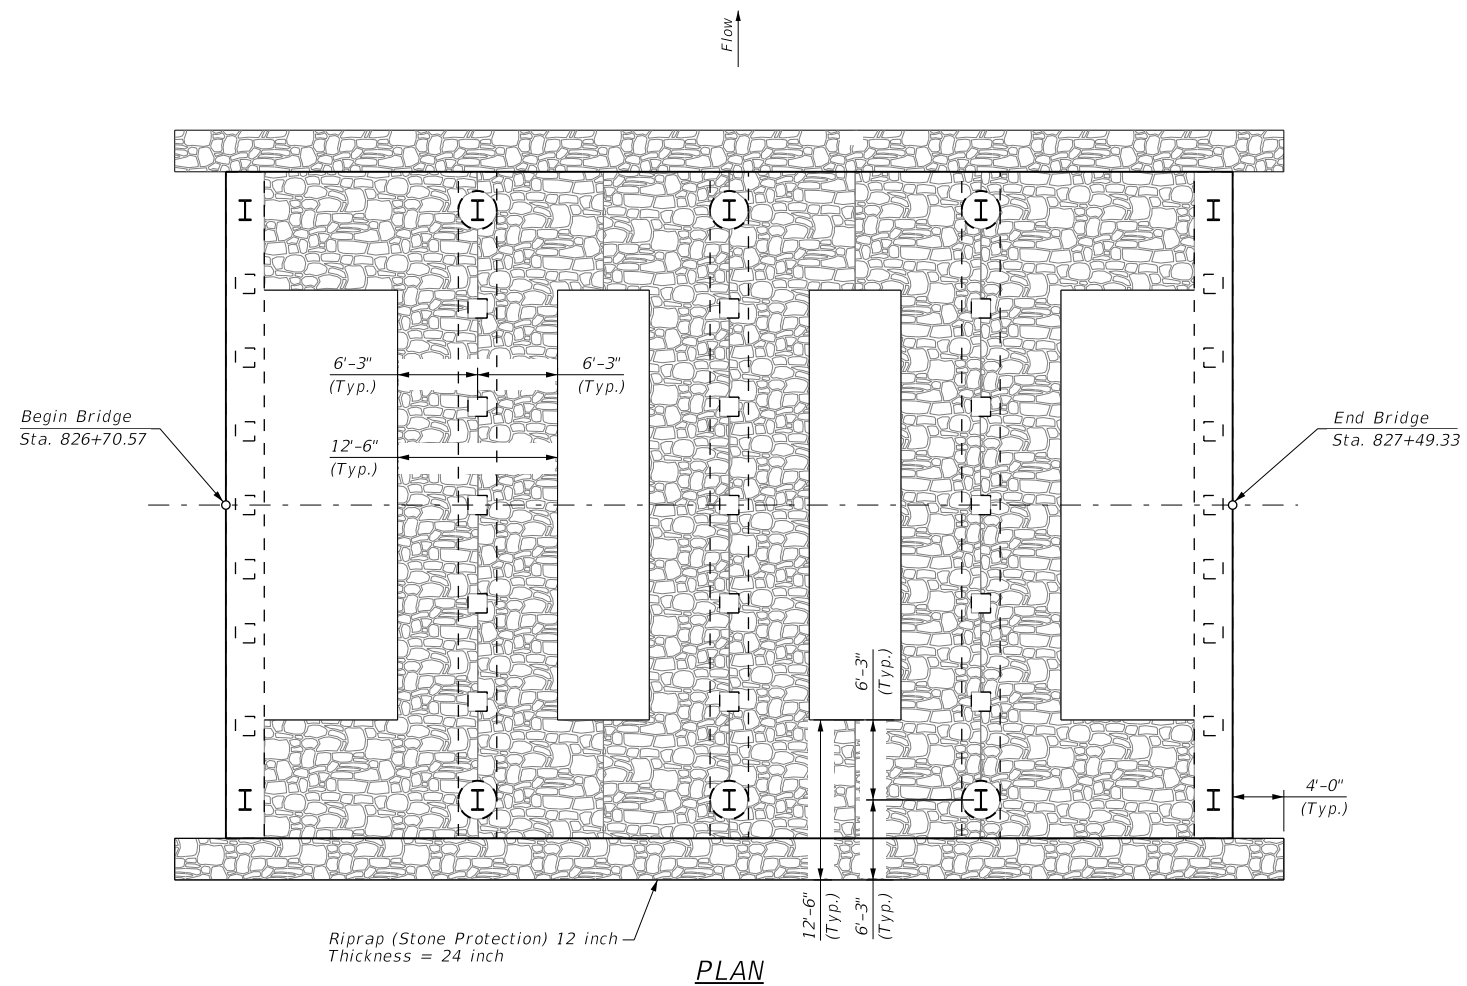 Flow
6'-3"
(Typ.)
6'-3"
(Typ.)
Begin Bridge
Sta. 826+70.57
End Bridge
Sta. 827+49.33
12'-6"
(Typ.)
6'-3"
(Typ.)
4'-0"
(Typ.)
12'-6"
(Typ.)
6'-3"
(Typ.)
Riprap (Stone Protection) 12 inch
Thickness = 24 inch
PLAN